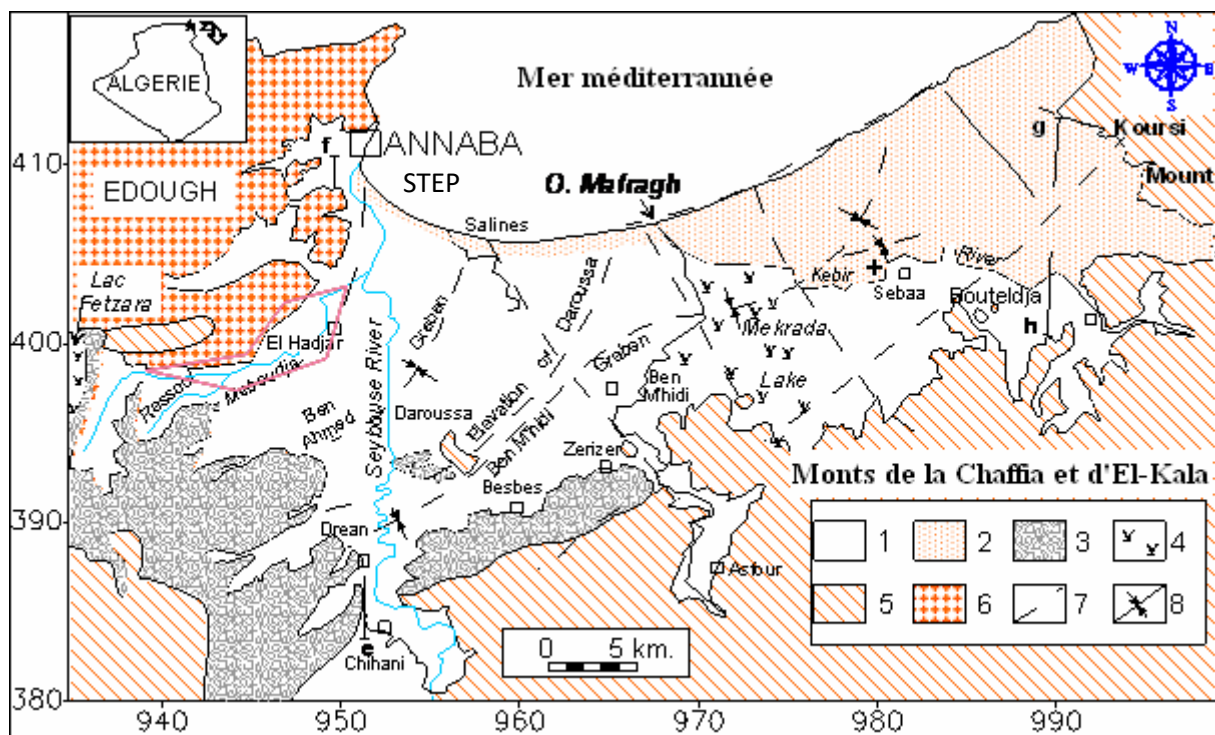 ALGERIE
Mer méditerrannée
N
W
E
S
g
Koursi
Mount
410
f
ANNABA
EDOUGH
STEP
O. Mafragh
Salines
Lac
Fetzara
Kebir
River
Sebaa
Bouteldja
h
400
El Hadjar
Graben
Elevation of Daroussa
Mekrada
Lake
Ressoul
Meboudja
Ben
Ahmed
Seybouse River
Daroussa
Graben
Ben M'hidi
Ben
M'hidi
Zerizer
Besbes
390
Drean
Asfour
Monts de la Chaffia et d'El-Kala
1
2
3
4
5
6
7
8
0 5 km.
e
Chihani
380
940
950
960
970
980
990